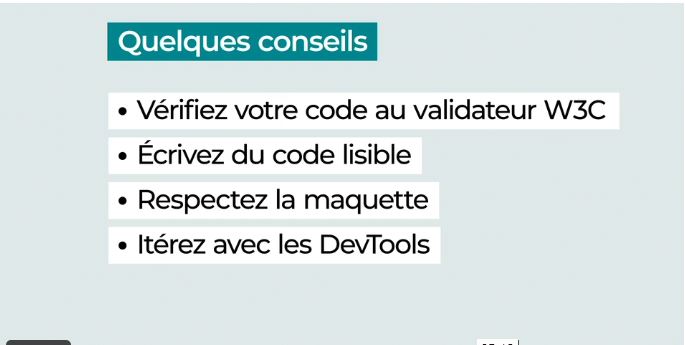 Quelques conseils
• Vérifiez votre code au validateur W3C
• Écrivez du code lisible
• Respectez la maquette
• Itérez avec les DevTools